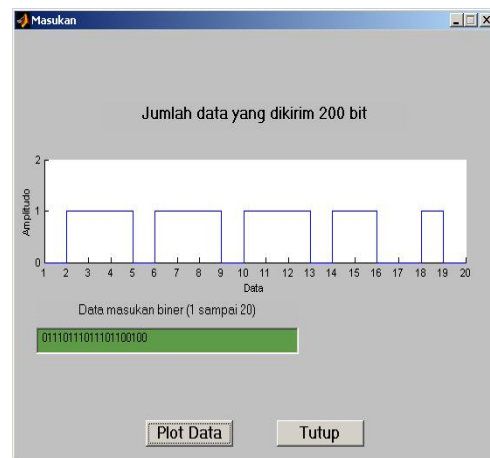 Masukan
Jumlah data yang dikirim 200 bit
2
1
0
Amplitudo
1 2 3 4 5 6 7 8 9 10 11 12 13 14 15 16 17 18 19 20
Data
Data masukan biner (1 sampai 20)
01110111011101100100
Plot Data Tutup